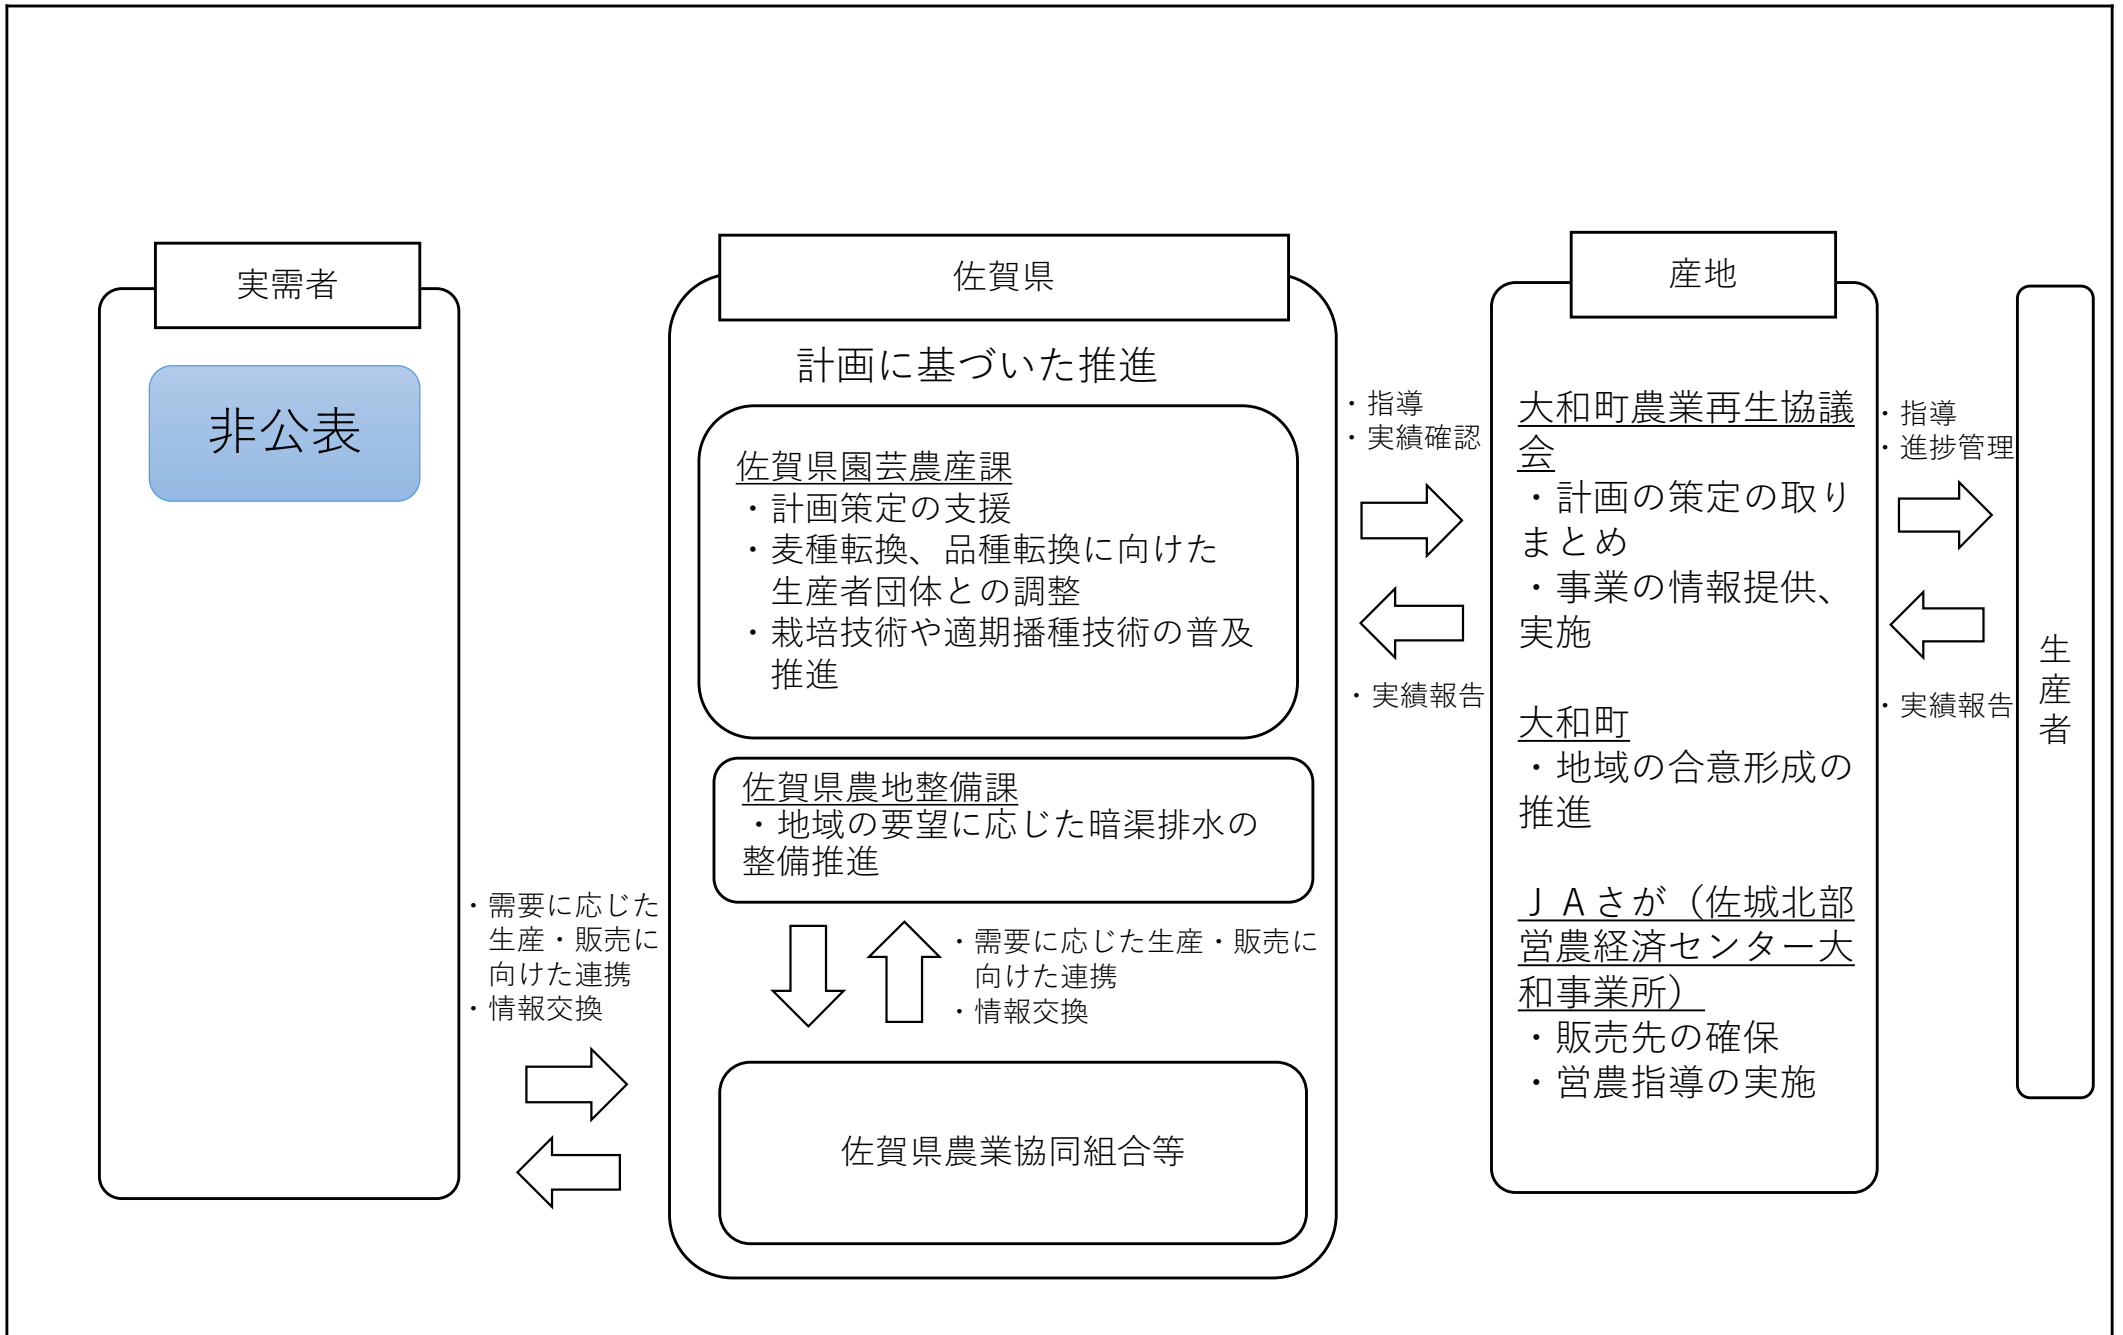 実需者
非公表
・需要に応じた
生産・販売に
向けた連携
・情報交換
佐賀県
計画に基づいた推進
佐賀県園芸農産課
・計画策定の支援
・麦種転換、品種転換に向けた
生産者団体との調整
・栽培技術や適期播種技術の普及
推進
佐賀県農地整備課
・地域の要望に応じた暗渠排水の
整備推進
・需要に応じた生産・販売に
向けた連携
・情報交換
佐賀県農業協同組合等
・指導
・実績確認
・実績報告
産地
大和町農業再生協議
会
・計画の策定の取り
まとめ
・事業の情報提供、
実施
大和町
・地域の合意形成の
推進
ＪＡさが（佐城北部
営農経済センター大
和事業所）
・販売先の確保
・営農指導の実施
・指導
・進捗管理
・実績報告
生産者